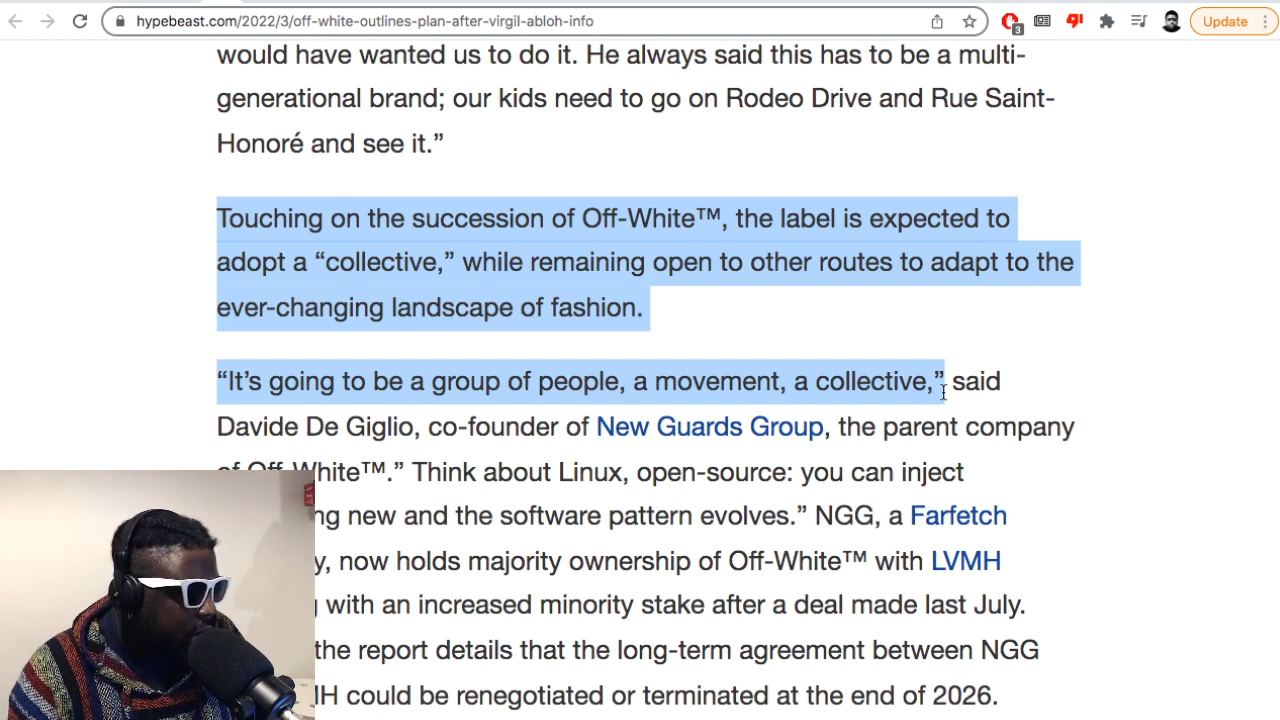 hypebeast.com/2022/3/off-white-outlines-plan-after-virgil-abloh-info
3
Update
would have wanted us to do it. He always said this has to be a multi-
generational brand; our kids need to go on Rodeo Drive and Rue Saint-
Honoré and see it.”
Touching on the succession of Off-White™, the label is expected to
adopt a “collective,” while remaining open to other routes to adapt to the
ever-changing landscape of fashion.
“It’s going to be a group of people, a movement, a collective,” said
Davide De Giglio, co-founder of New Guards Group, the parent company
of Off-White™.” Think about Linux, open-source: you can inject
ng new and the software pattern evolves.” NGG, a Farfetch
y, now holds majority ownership of Off-White™ with LVMH
with an increased minority stake after a deal made last July.
the report details that the long-term agreement between NGG
MH could be renegotiated or terminated at the end of 2026.